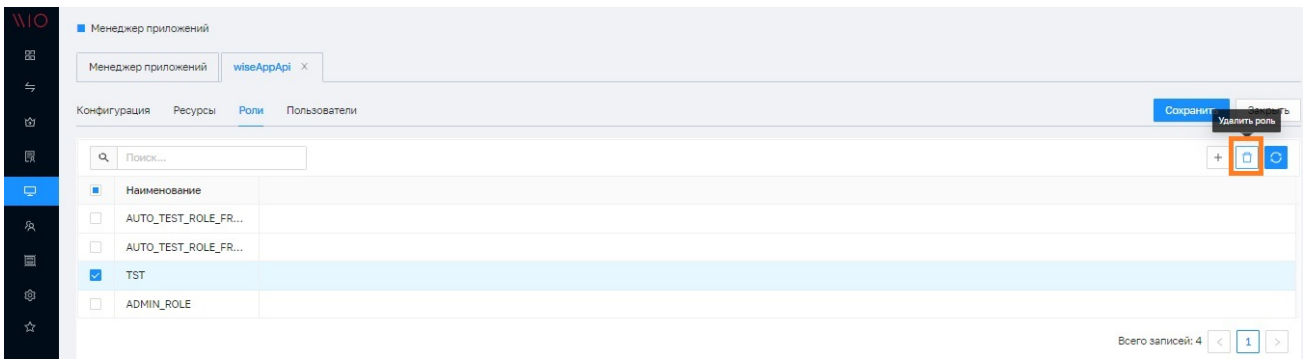 WIO
Менеджер приложений
Менеджер приложений wiseAppApi
Конфигурация Ресурсы Роли Пользователи Сохранить Закрыть
Удалить роль
Поиск...
Наименование
AUTO_TEST_ROLE_FR...
AUTO_TEST_ROLE_FR...
TST
ADMIN_ROLE
Всего записей: 4 < 1 >